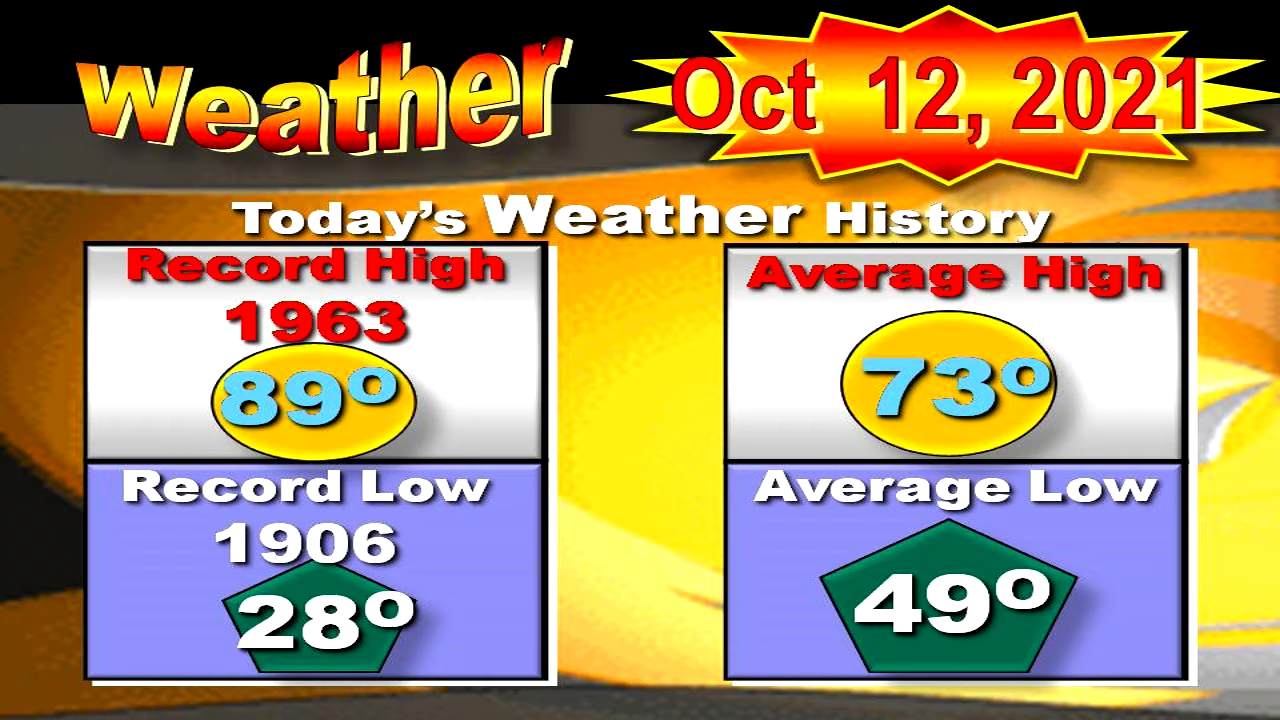 Weather
Oct 12, 2021
Today's Weather History
Record High
1963
89º
Average High
73º
Record Low
1906
28º
Average Low
49º